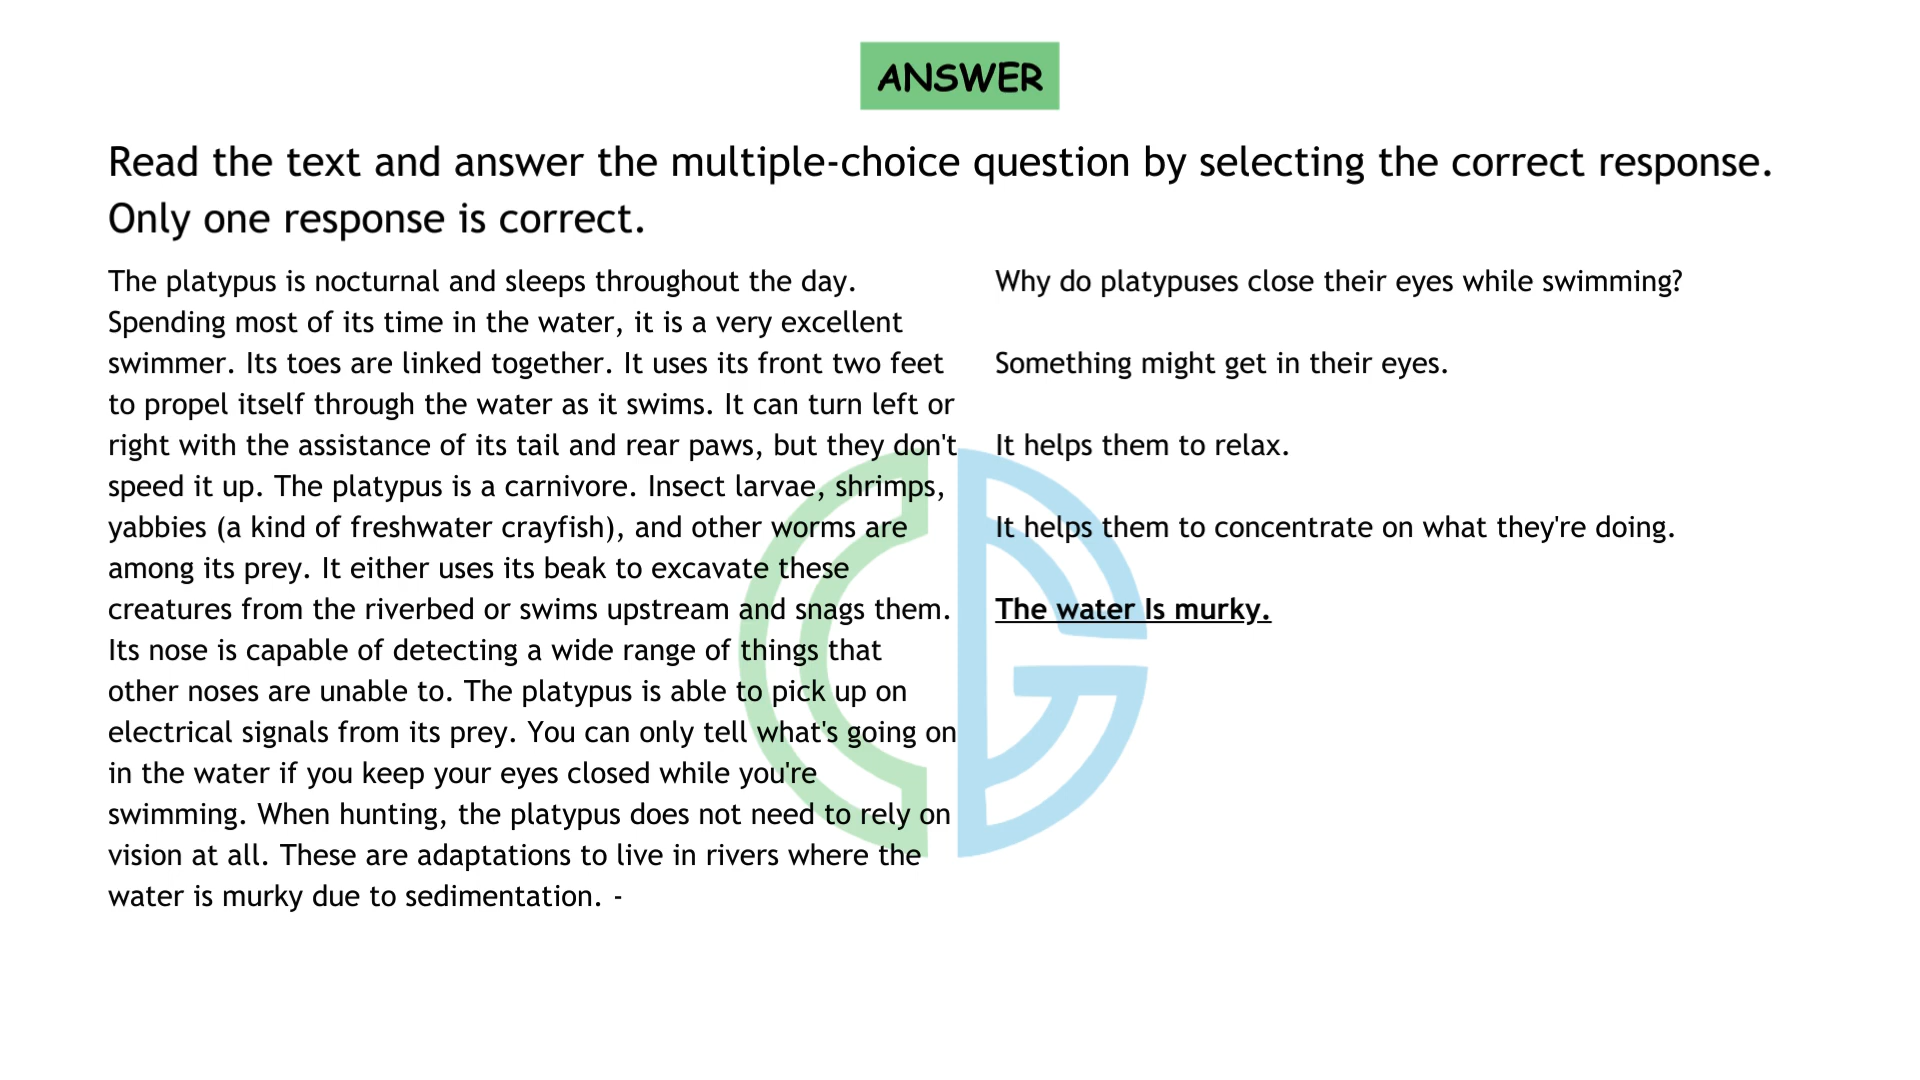 ANSWER
Read the text and answer the multiple-choice question by selecting the correct response.
Only one response is correct.
The platypus is nocturnal and sleeps throughout the day.
Spending most of its time in the water, it is a very excellent
swimmer. Its toes are linked together. It uses its front two feet
to propel itself through the water as it swims. It can turn left or
right with the assistance of its tail and rear paws, but they don't
speed it up. The platypus is a carnivore. Insect larvae, shrimps,
yabbies (a kind of freshwater crayfish), and other worms are
among its prey. It either uses its beak to excavate these
creatures from the riverbed or swims upstream and snags them.
Its nose is capable of detecting a wide range of things that
other noses are unable to. The platypus is able to pick up on
electrical signals from its prey. You can only tell what's going on
in the water if you keep your eyes closed while you're
swimming. When hunting, the platypus does not need to rely on
vision at all. These are adaptations to live in rivers where the
water is murky due to sedimentation. -
Why do platypuses close their eyes while swimming?
Something might get in their eyes.
It helps them to relax.
It helps them to concentrate on what they're doing.
The water Is murky.